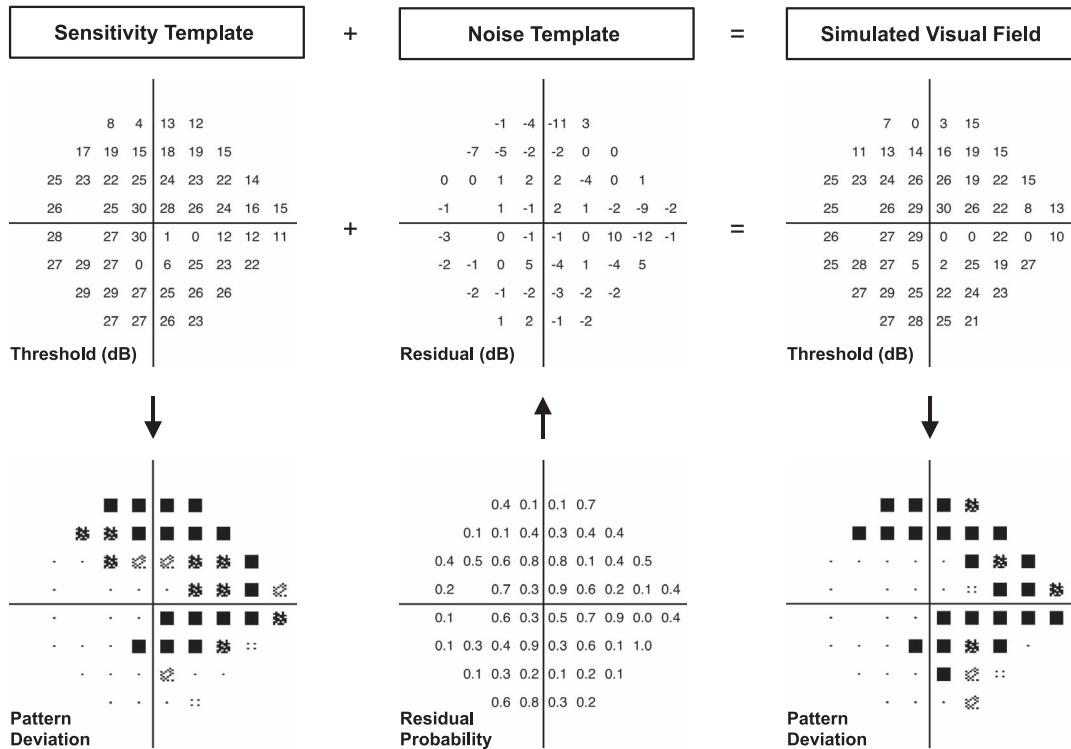 Sensitivity Template + Noise Template = Simulated Visual Field
8 4 13 12
17 19 15 18 19 15
25 23 22 25 24 23 22 14
26 25 30 28 26 24 16 15
28 27 30 1 0 12 12 11
27 29 27 0 6 25 23 22
29 29 27 25 26 26
27 27 26 23
Threshold (dB)
+
-1 -4 -11 3
-7 -5 -2 -2 0 0
0 0 1 2 2 -4 0 1
-1 1 -1 2 1 -2 -9 -2
-3 0 -1 -1 0 10 -12 -1
-2 -1 0 5 -4 1 -4 5
-2 -1 -2 -3 -2 -2
1 2 -1 -2
Residual (dB)
=
7 0 3 15
11 13 14 16 19 15
25 23 24 26 26 19 22 15
25 26 29 30 26 22 8 13
26 27 29 0 0 22 0 10
25 28 27 5 2 25 19 27
27 29 25 22 24 23
27 28 25 21
Threshold (dB)
Pattern
Deviation
0.4 0.1 0.1 0.7
0.1 0.1 0.4 0.3 0.4 0.4
0.4 0.5 0.6 0.8 0.8 0.1 0.4 0.5
0.2 0.7 0.3 0.9 0.6 0.2 0.1 0.4
0.1 0.6 0.3 0.5 0.7 0.9 0.0 0.4
0.1 0.3 0.4 0.9 0.3 0.6 0.1 1.0
0.1 0.3 0.2 0.1 0.2 0.1
0.6 0.8 0.3 0.2
Residual
Probability
Pattern
Deviation